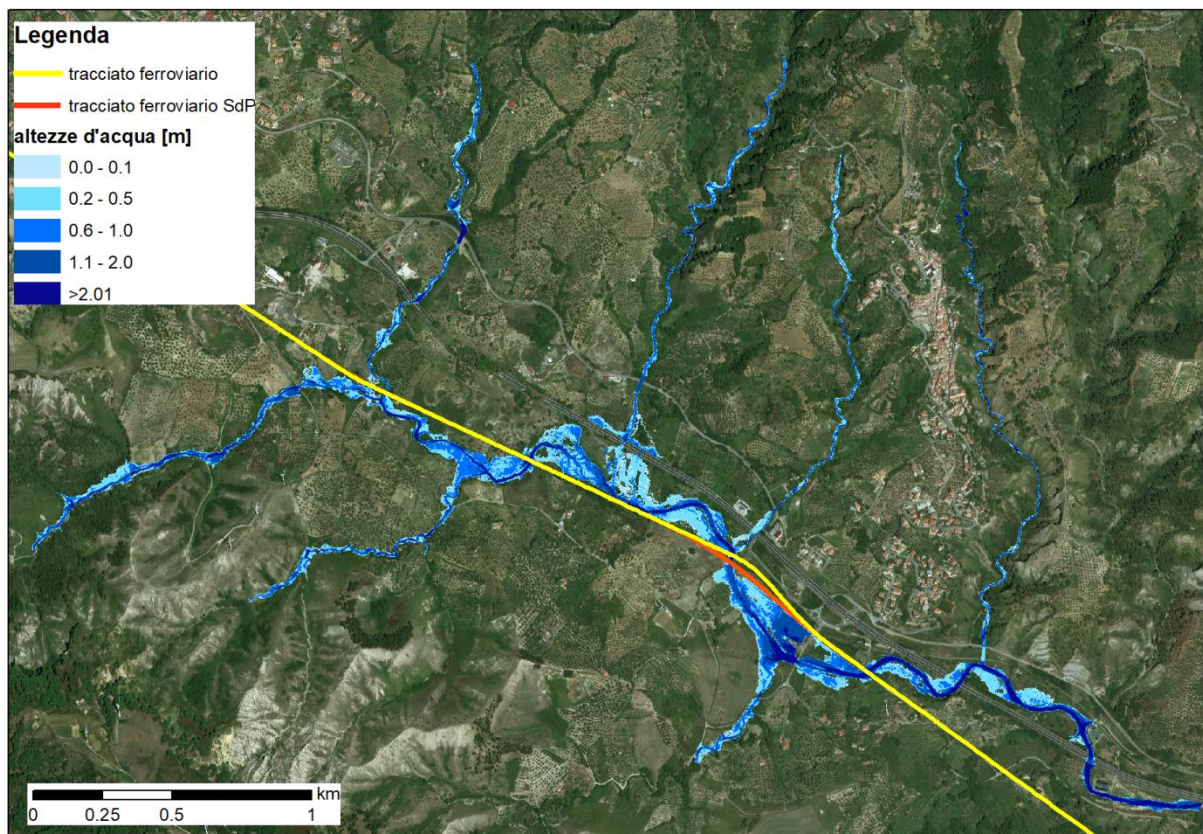 Legenda
tracciato ferroviario
tracciato ferroviario SdP
altezze d'acqua [m]
0.0 - 0.1
0.2 - 0.5
0.6 - 1.0
1.1 - 2.0
>2.01
km
0 0.25 0.5 1